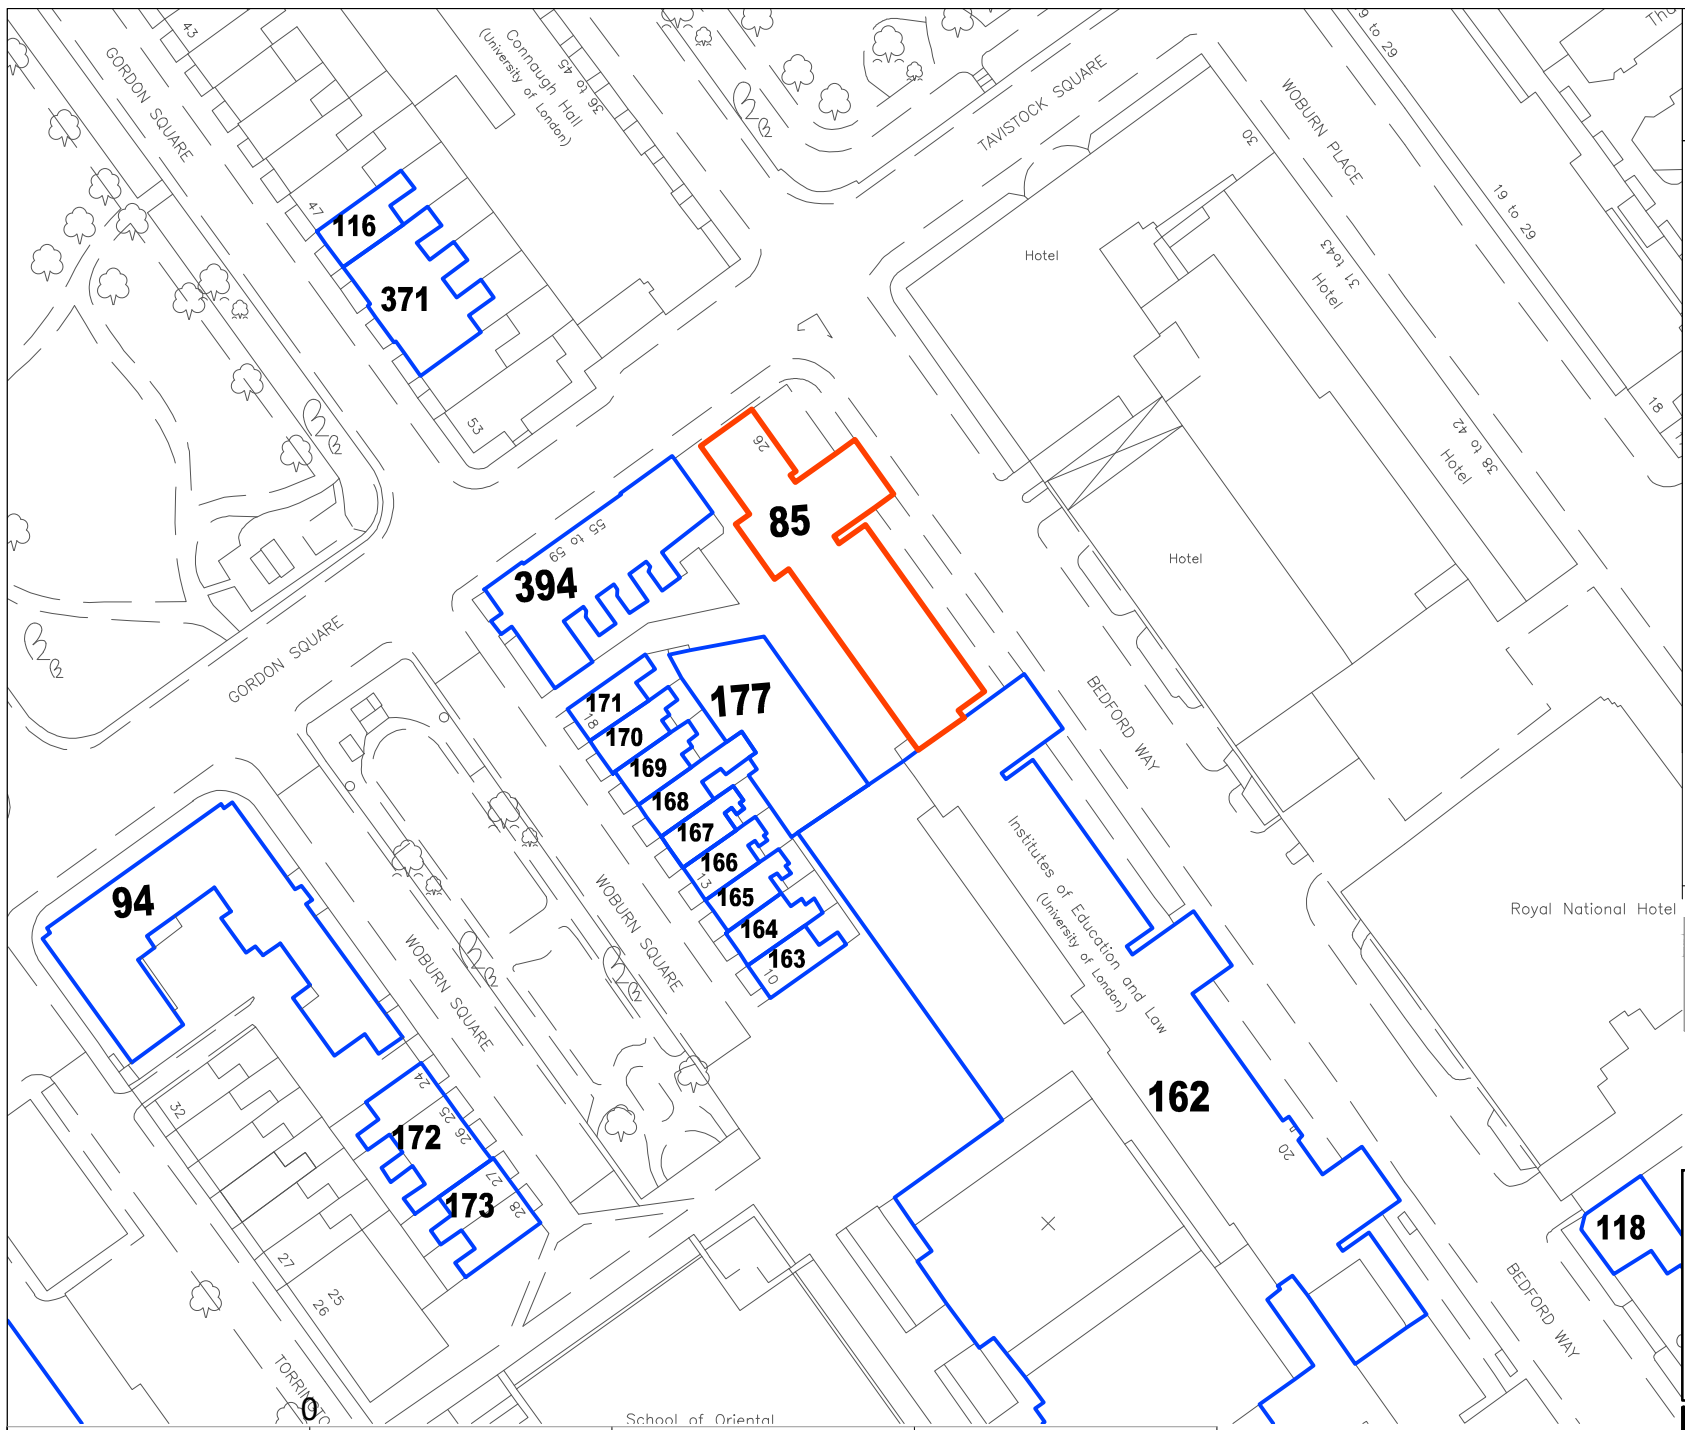 43
GORDON SQUARE
Connaugh Hall
(University of London)
36 to 45
TAVISTOCK SQUARE
WOBURN PLACE
9 to 29
30
19 to 29
47
116
371
Hotel
31 to43
Hotel
53
26
85
38 to 42
Hotel
18
55 to 59
394
Hotel
GORDON SQUARE
171
18
170
177
169
168
167
166
13
165
164
163
10
BEDFORD WAY
94
WOBURN SQUARE
WOBURN SQUARE
Institutes of Education and Law
(University of London)
Royal National Hotel
162
20
24
25
26
172
27
28
173
32
27
25
26
118
BEDFORD WAY
0
School of Oriental